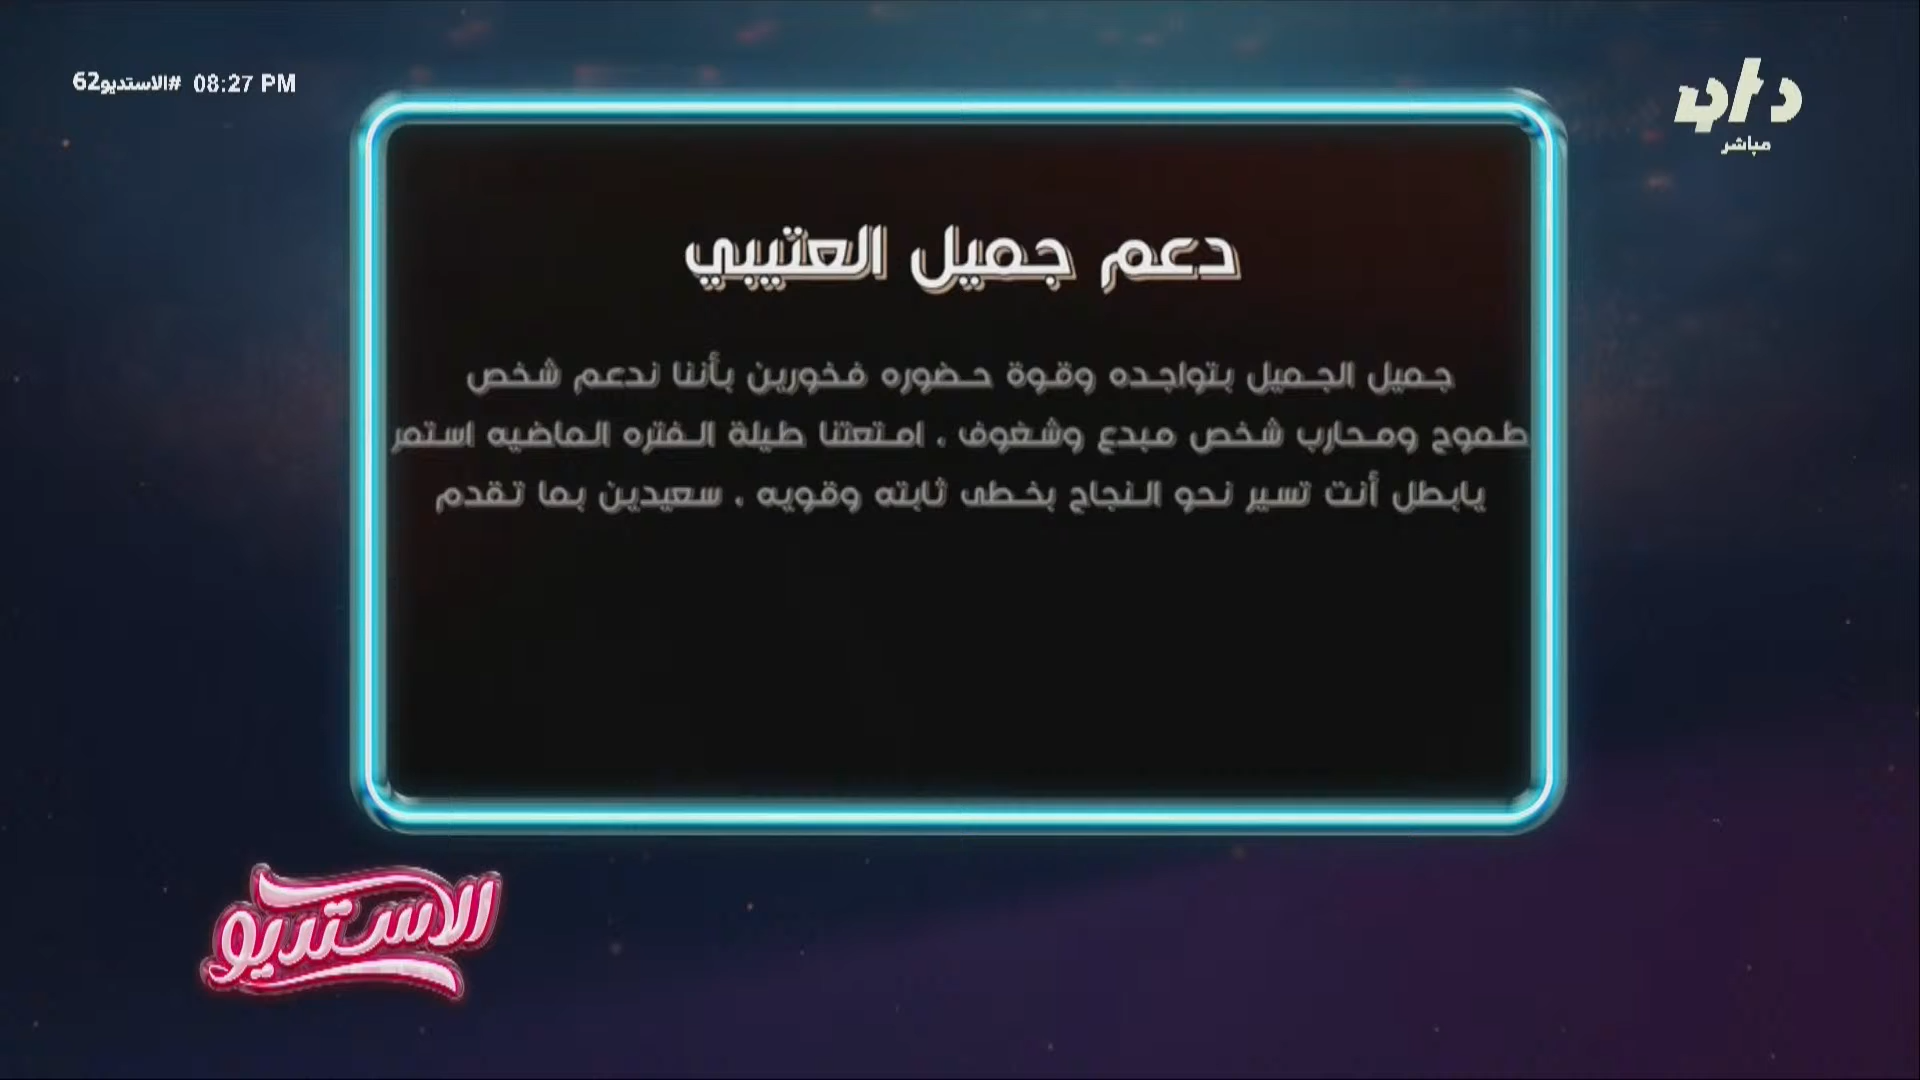 #الاستديو62 08:27 PM
داب
مباشر
دعم جميل العتيبي
جميل الجميل بتواجده وقوة حضوره فخورين بأننا ندعم شخص
طموح ومحارب شخص مبدع وشغوف ، امتعتنا طيلة الفتره الماضيه استمر
يابطل أنت تسير نحو النجاح بخطى ثابته وقويه ، سعيدين بما تقدم
الاستديو